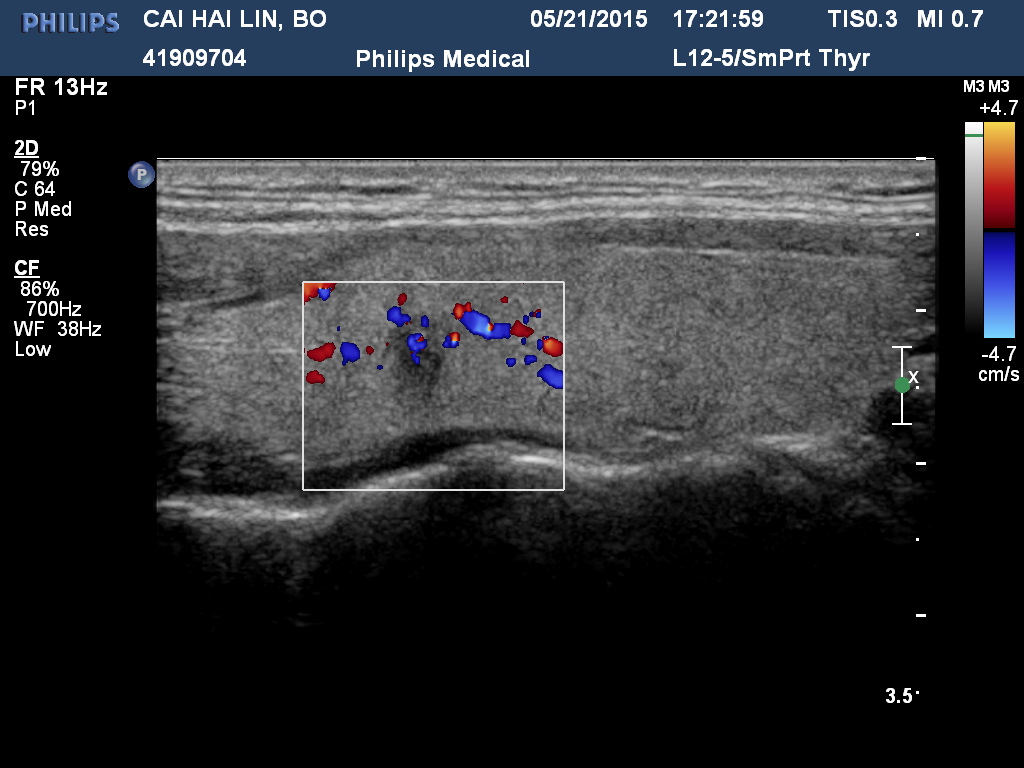 PHILIPS CAI HAI LIN, BO 05/21/2015 17:21:59 TIS0.3 MI 0.7
41909704 Philips Medical L12-5/SmPrt Thyr
FR 13Hz
P1
M3 M3
+4.7
2D
79%
C 64
P Med
Res
P
CF
86%
700Hz
WF 38Hz
Low
-4.7
cm/s
X
3.5